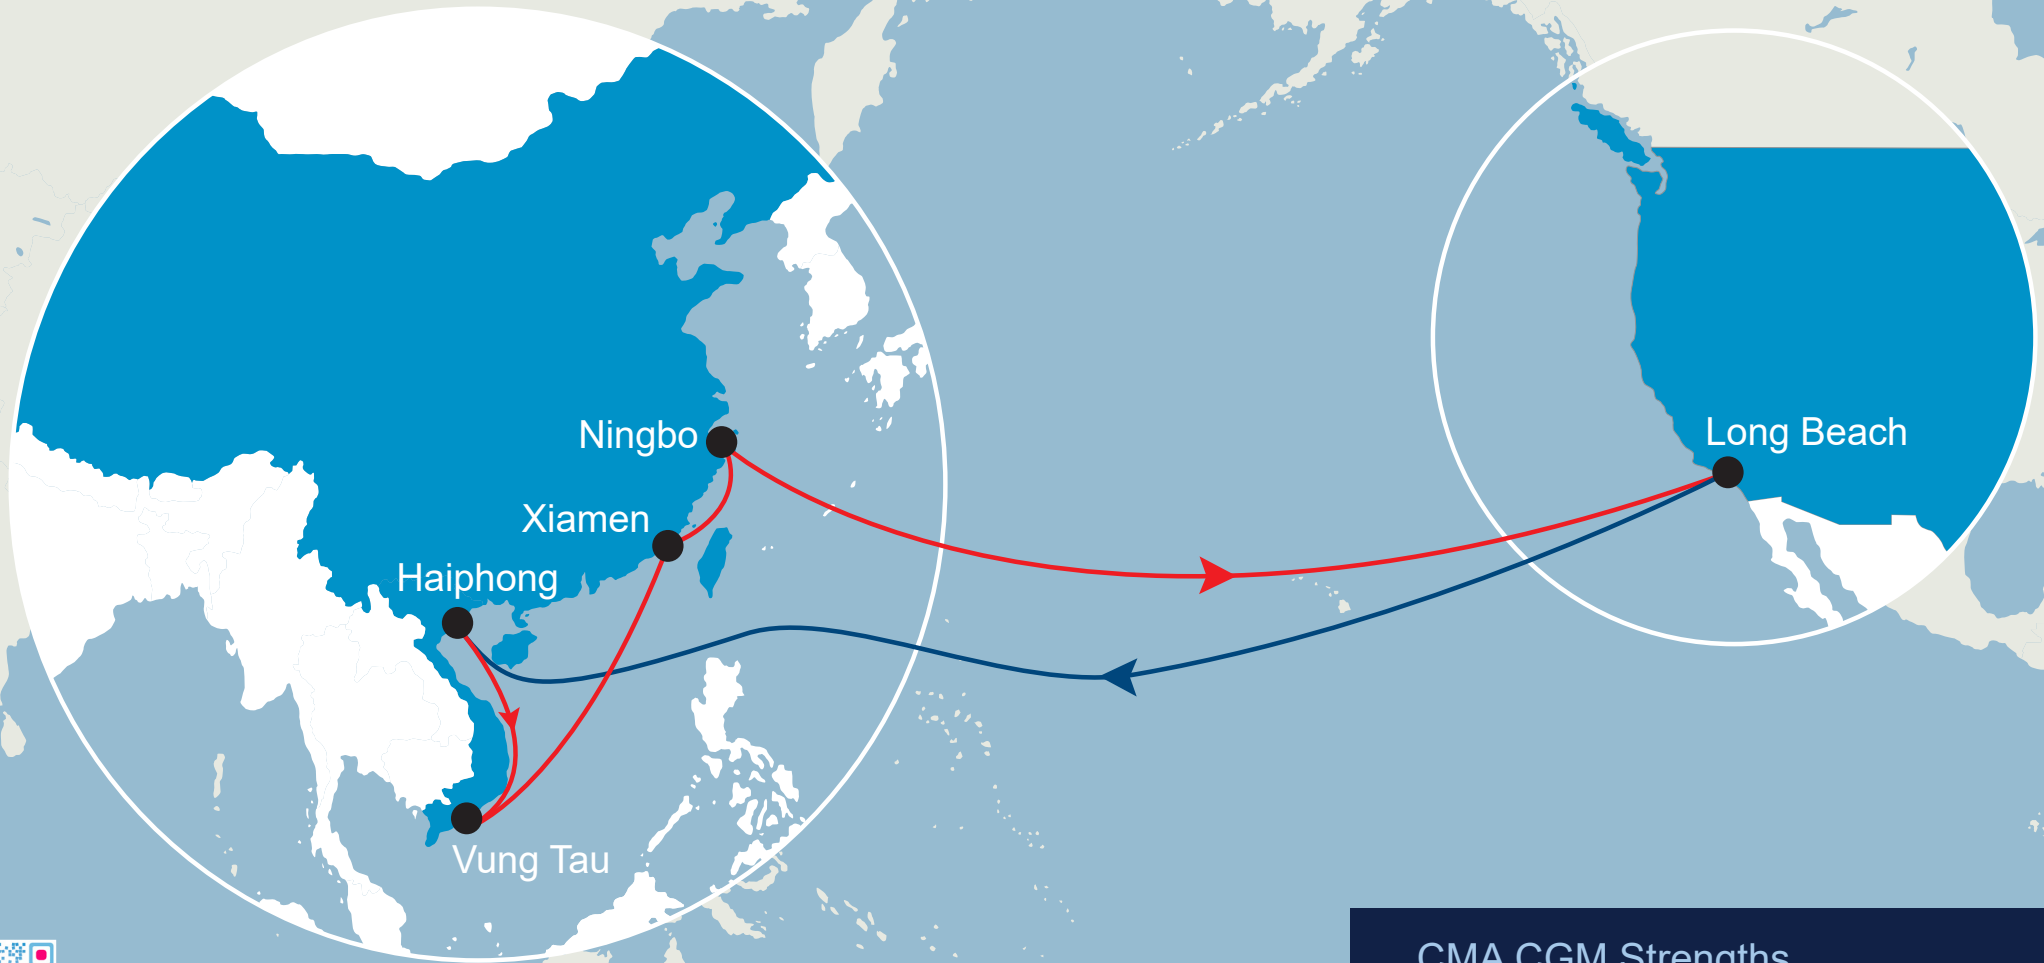 Ningbo
Long Beach
Xiamen
Haiphong
Vung Tau
CMA CGM Strengths